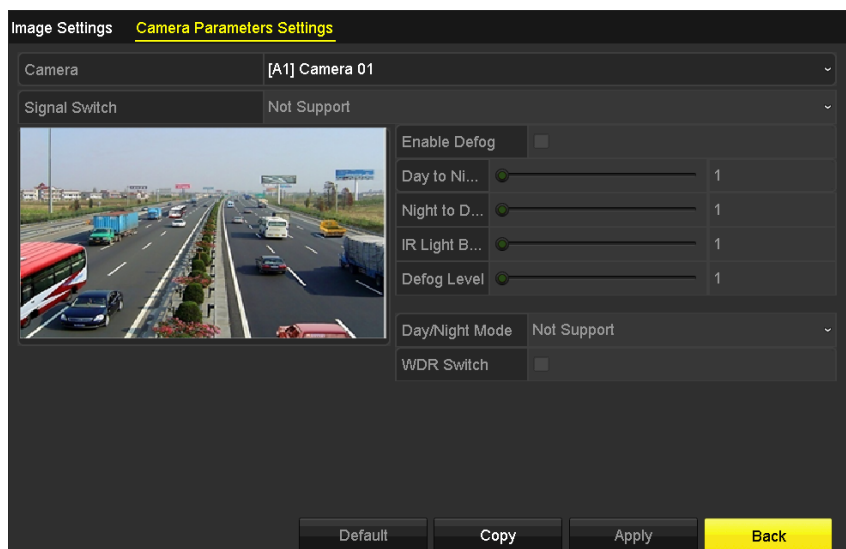 Image Settings Camera Parameters Settings
Camera [A1] Camera 01
Signal Switch Not Support
Enable Defog
Day to Ni... 1
Night to D... 1
IR Light B... 1
Defog Level 1
Day/Night Mode Not Support
WDR Switch
Default Copy Apply Back